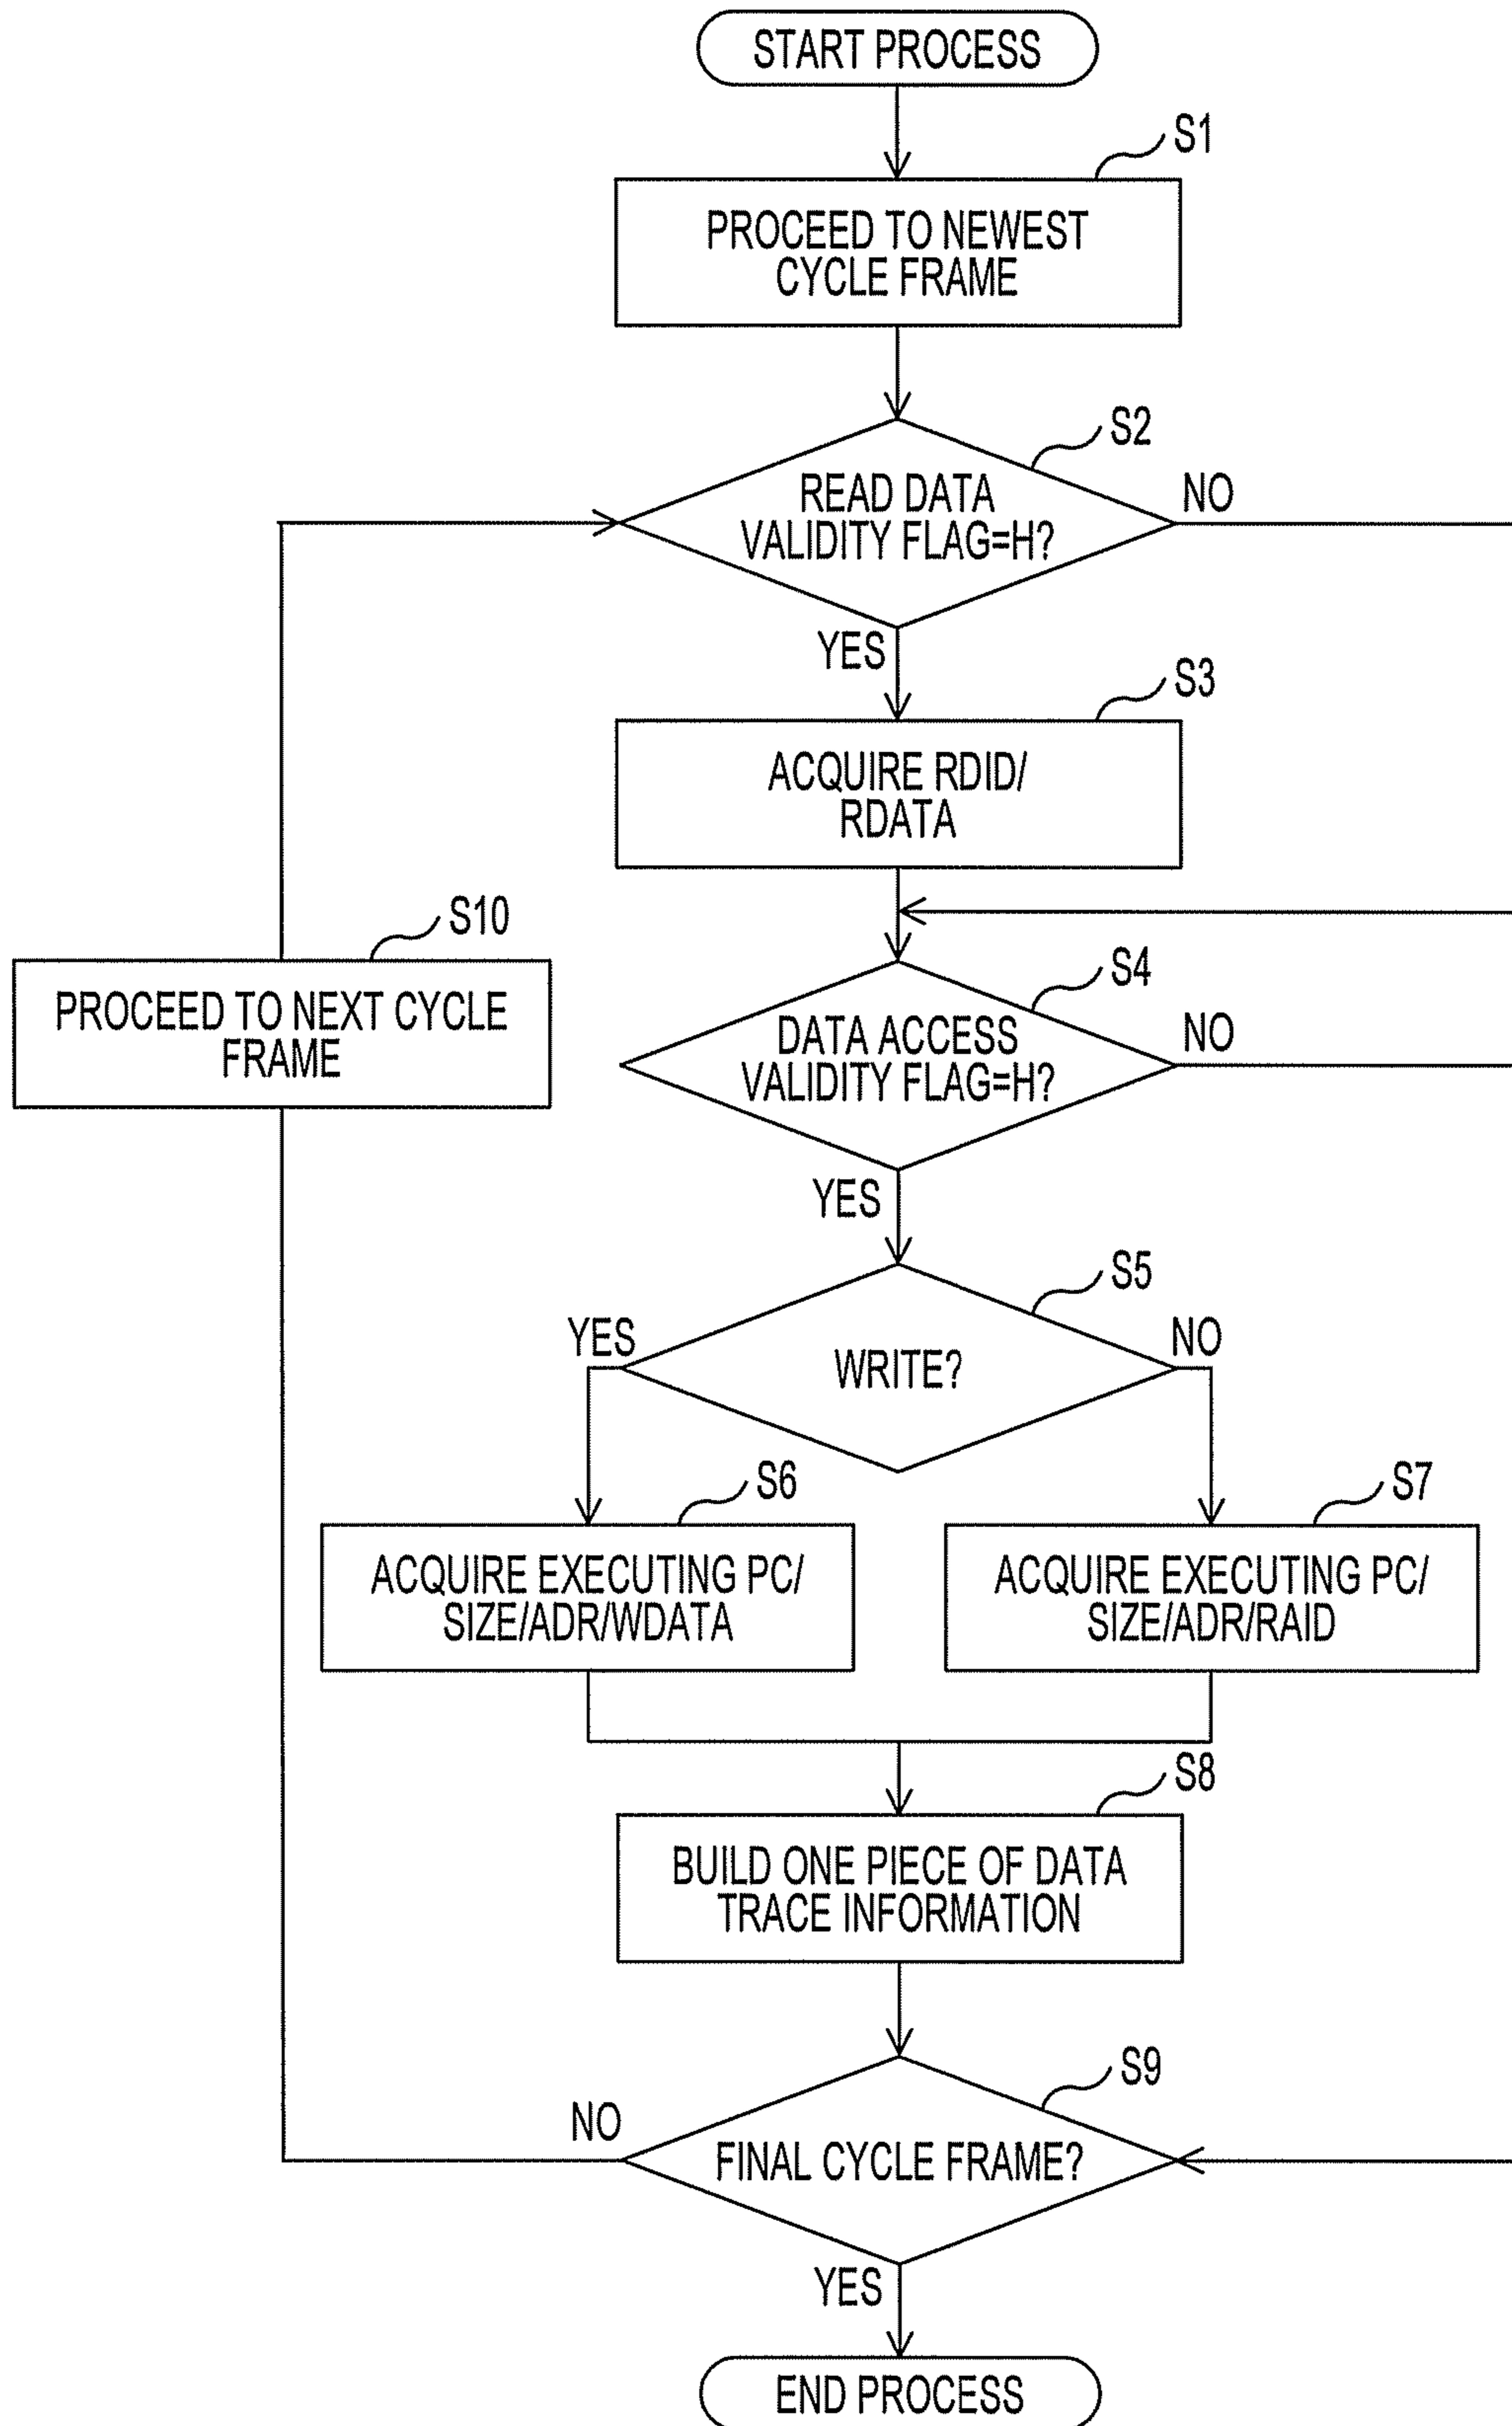 START PROCESS
S1
PROCEED TO NEWEST
CYCLE FRAME
S2
READ DATA
VALIDITY FLAG=H?
NO
YES
S3
ACQUIRE RDID/
RDATA
S10
PROCEED TO NEXT CYCLE
FRAME
S4
DATA ACCESS
VALIDITY FLAG=H?
NO
YES
S5
YES
WRITE?
NO
S6
ACQUIRE EXECUTING PC/
SIZE/ADR/WDATA
S7
ACQUIRE EXECUTING PC/
SIZE/ADR/RAID
S8
BUILD ONE PIECE OF DATA
TRACE INFORMATION
S9
NO
FINAL CYCLE FRAME?
YES
END PROCESS